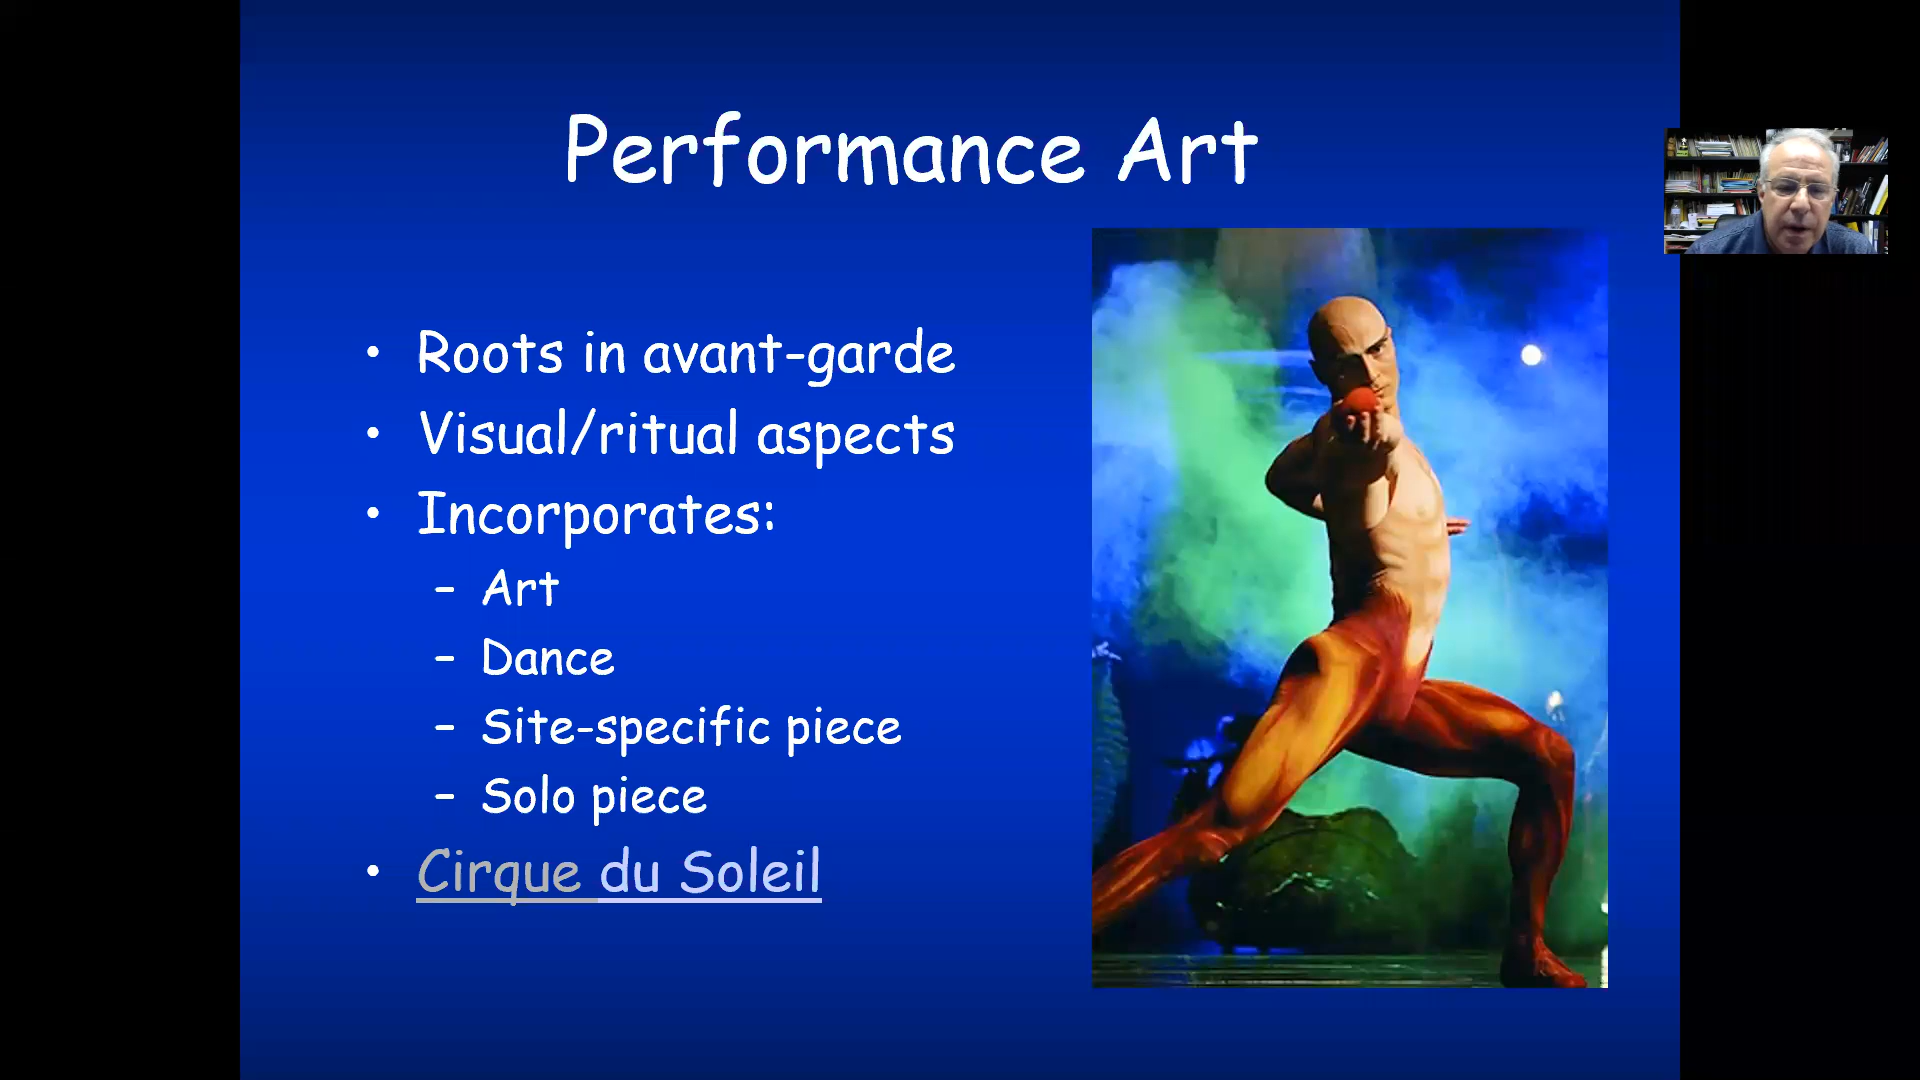 Performance Art
• Roots in avant-garde
• Visual/ritual aspects
• Incorporates:
– Art
– Dance
– Site-specific piece
– Solo piece
• Cirque du Soleil